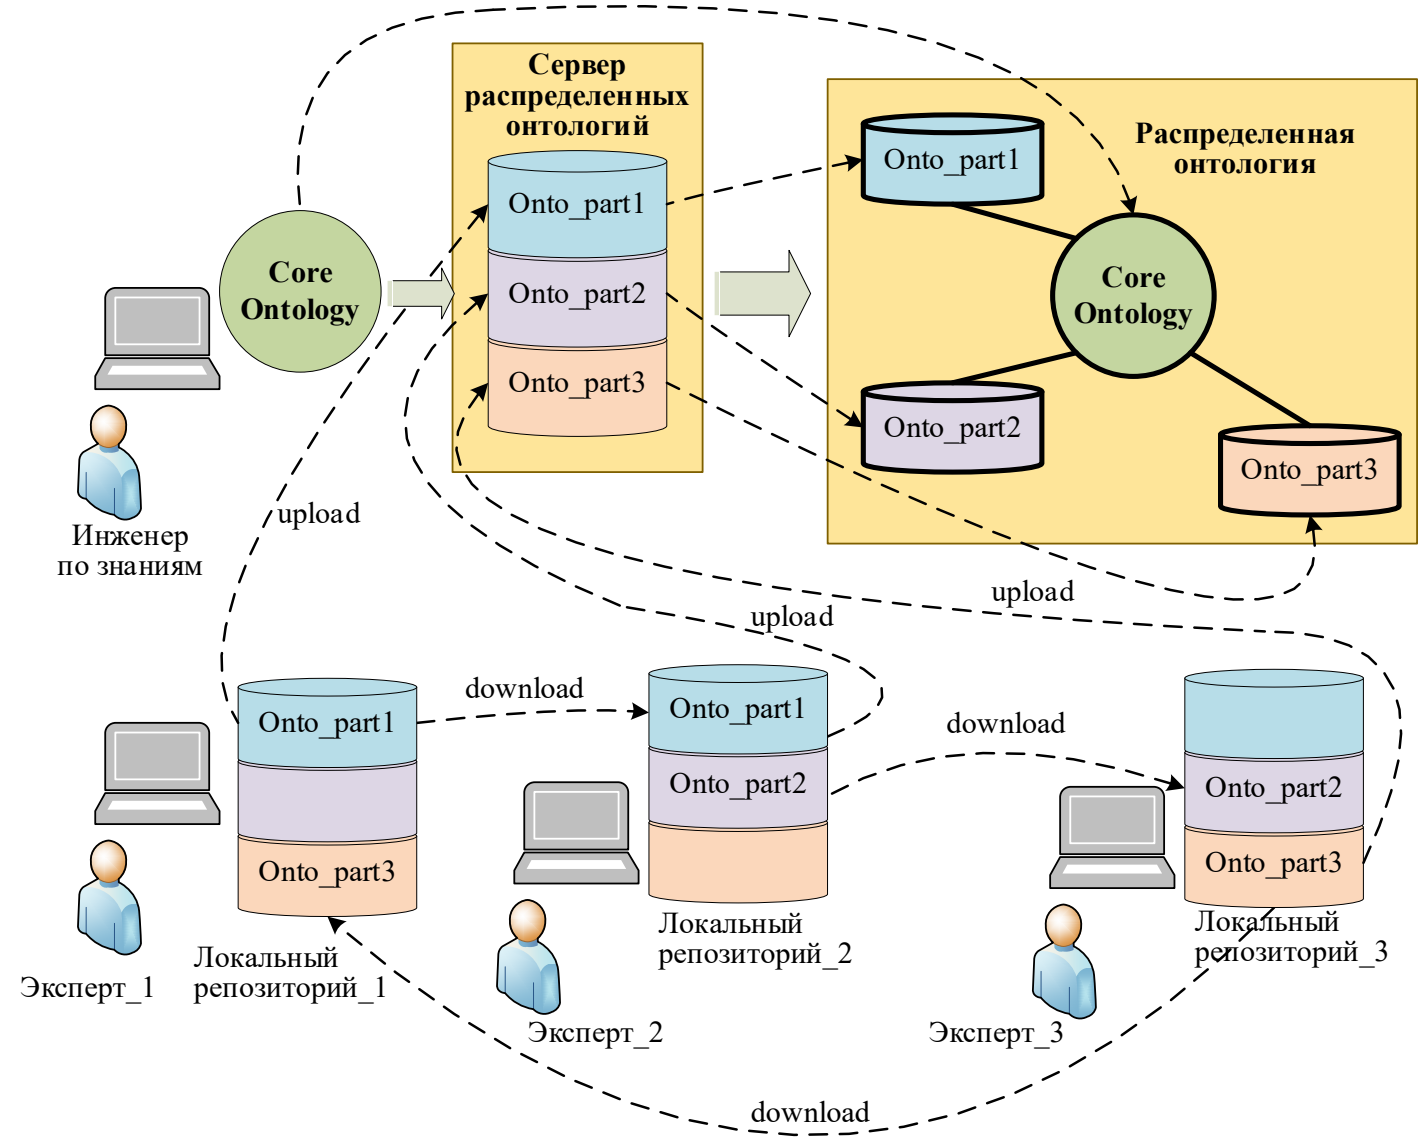 Сервер
распределенных
онтологий
Onto_part1
Onto_part2
Onto_part3
Распределенная
онтология
Onto_part1
Core
Ontology
Onto_part2
Onto_part3
Core
Ontology
Инженер
по знаниям
upload
upload
upload
download
download
Onto_part1
Onto_part3
Onto_part1
Onto_part2
Onto_part2
Onto_part3
Локальный
репозиторий_1
Эксперт_1
Локальный
репозиторий_2
Эксперт_2
Локальный
репозиторий_3
Эксперт_3
download